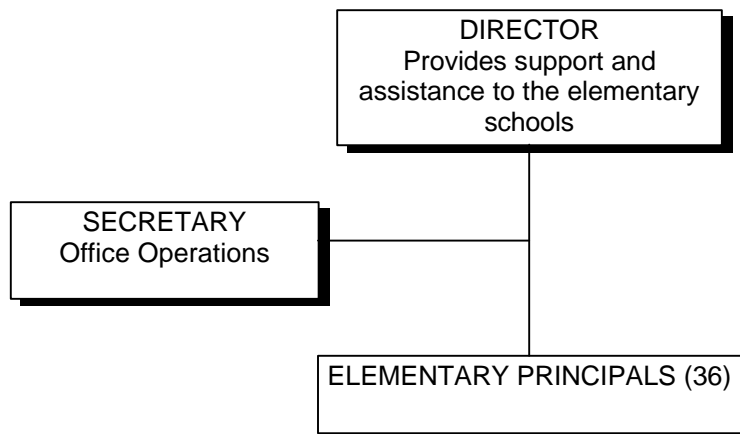 DIRECTOR
Provides support and
assistance to the elementary
schools
SECRETARY
Office Operations
ELEMENTARY PRINCIPALS (36)